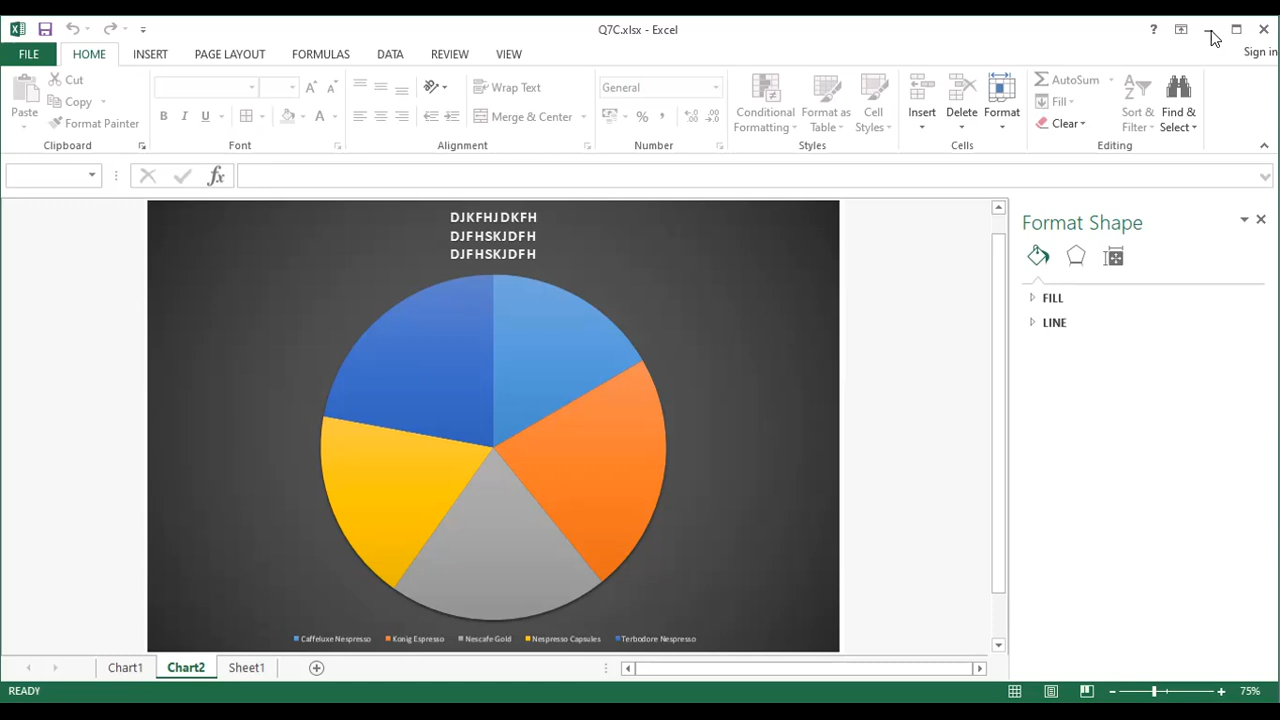 Q7C.xlsx - Excel
?
Sign in
FILE HOME INSERT PAGE LAYOUT FORMULAS DATA REVIEW VIEW
Paste
Cut
Copy
Format Painter
Clipboard
B I U A
Font
Wrap Text
Merge & Center
Alignment
General
%
Number
Conditional Formatting
Format as Table
Cell Styles
Styles
Insert
Delete
Format
Cells
AutoSum
Fill
Clear
Sort & Filter
Find & Select
Editing
fx
DJKFHJDKFH
DJFHSKJDFH
DJFHSKJDFH
Caffeluxe Nespresso Konig Espresso Nescafe Gold Nespresso Capsules Terbodore Nespresso
Format Shape
FILL
LINE
Chart1 Chart2 Sheet1
READY
75%